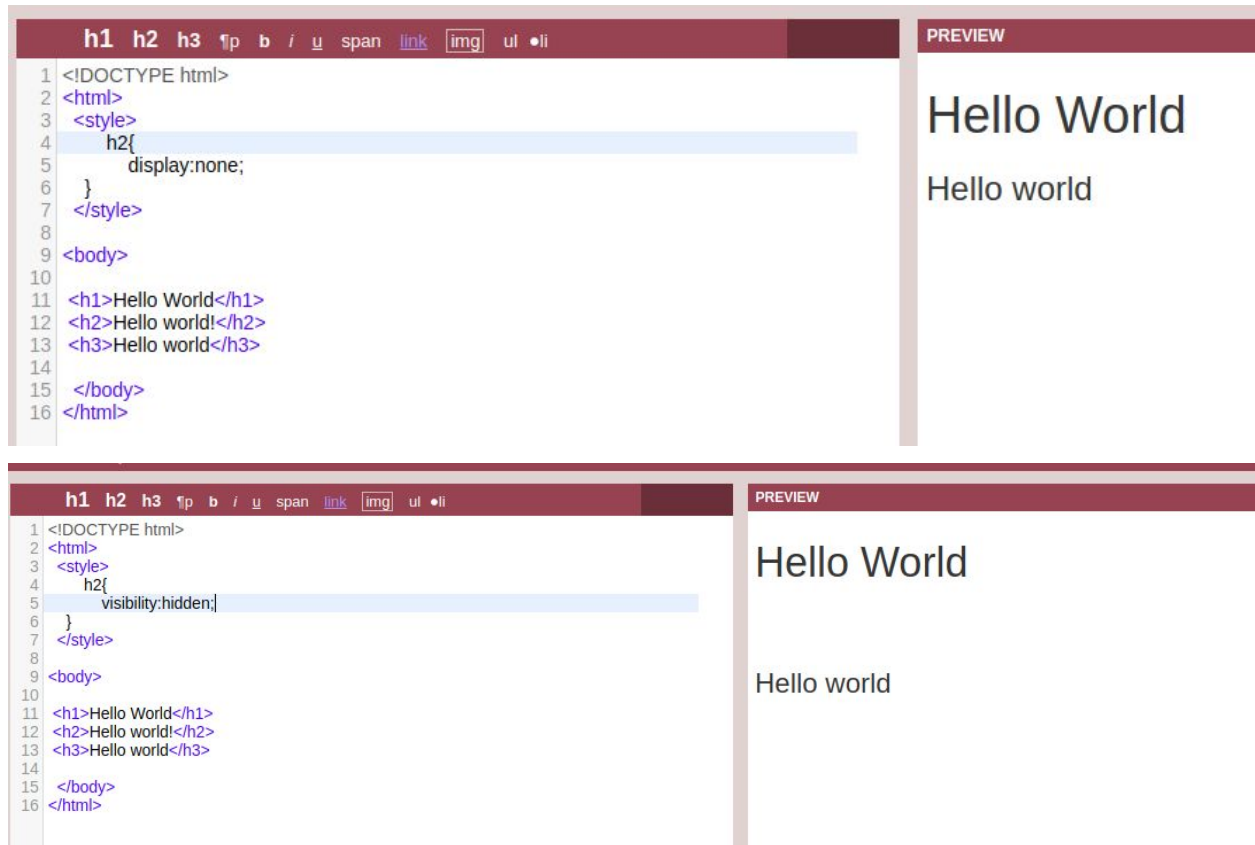 h1 h2 h3 ¶p b i u span link img ul ●li
PREVIEW
1 <!DOCTYPE html>
2 <html>
3 <style>
4 h2{
5 display:none;
6 }
7 </style>
8
9 <body>
10
11 <h1>Hello World</h1>
12 <h2>Hello world!</h2>
13 <h3>Hello world</h3>
14
15 </body>
16 </html>
Hello World
Hello world
h1 h2 h3 ¶p b i u span link img ul ●li
PREVIEW
1 <!DOCTYPE html>
2 <html>
3 <style>
4 h2{
5 visibility:hidden;
6 }
7 </style>
8
9 <body>
10
11 <h1>Hello World</h1>
12 <h2>Hello world!</h2>
13 <h3>Hello world</h3>
14
15 </body>
16 </html>
Hello World
Hello world